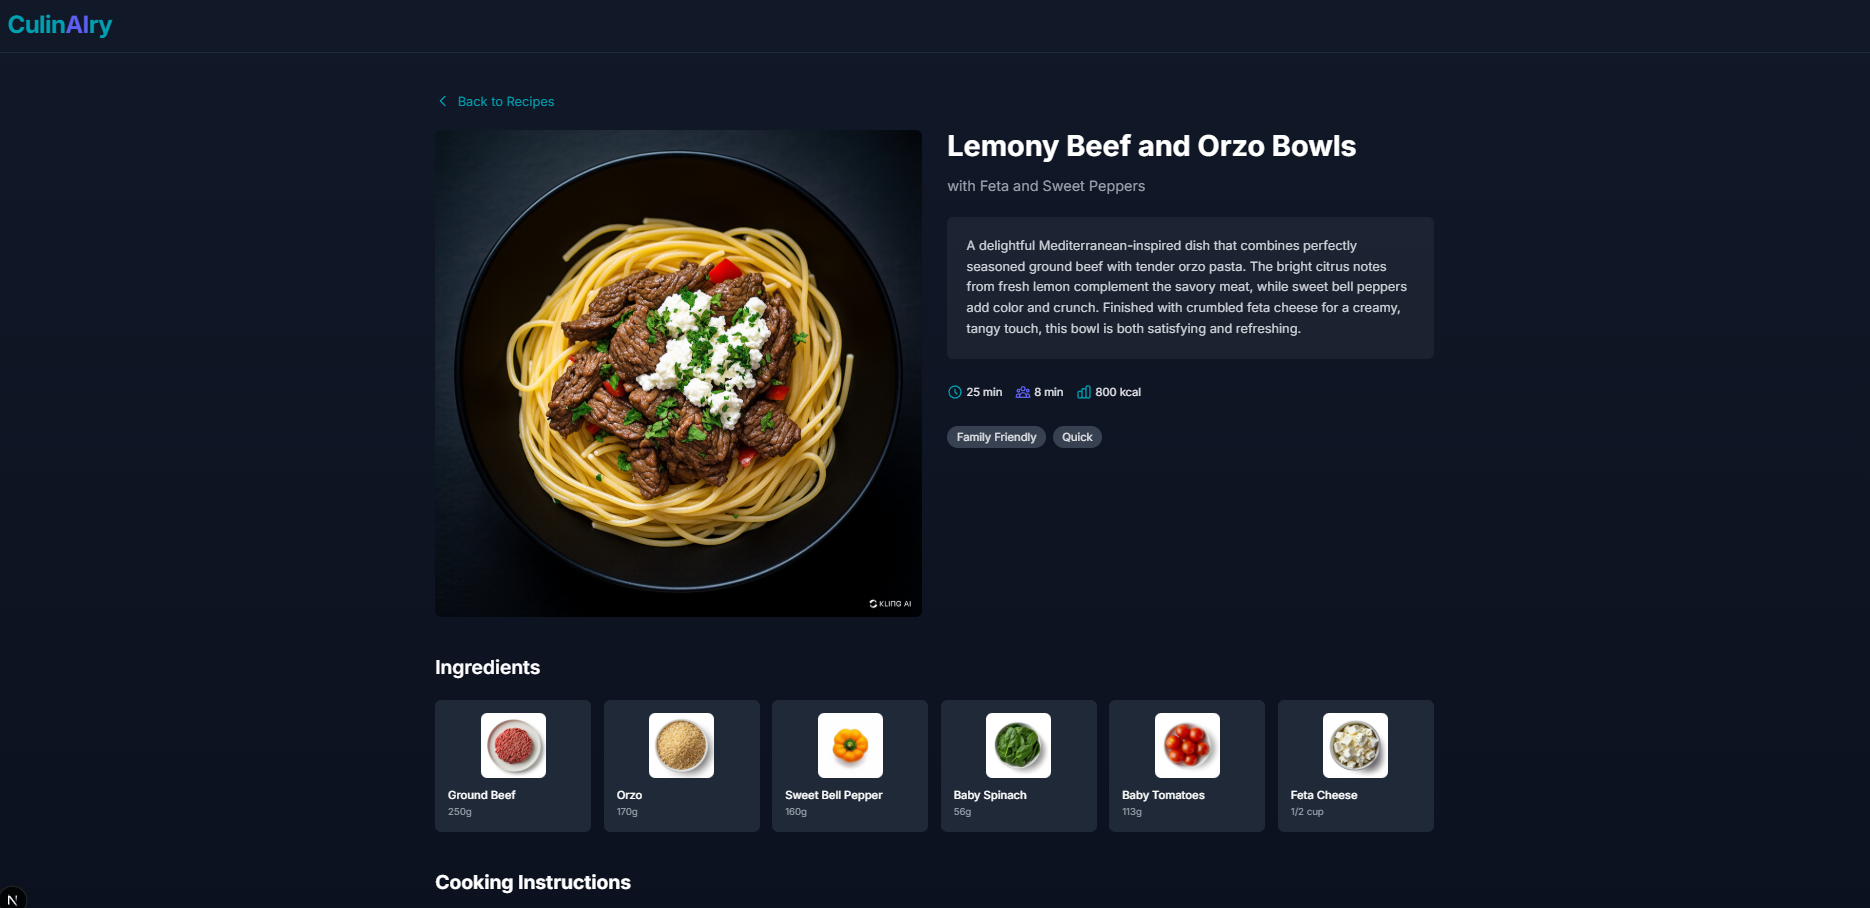 CulinAIry
Back to Recipes
Lemony Beef and Orzo Bowls
with Feta and Sweet Peppers
A delightful Mediterranean-inspired dish that combines perfectly
seasoned ground beef with tender orzo pasta. The bright citrus notes
from fresh lemon complement the savory meat, while sweet bell peppers
add color and crunch. Finished with crumbled feta cheese for a creamy,
tangy touch, this bowl is both satisfying and refreshing.
25 min 8 min 800 kcal
Family Friendly Quick
KLING AI
Ingredients
Ground Beef
250g
Orzo
170g
Sweet Bell Pepper
160g
Baby Spinach
56g
Baby Tomatoes
113g
Feta Cheese
1/2 cup
Cooking Instructions
N